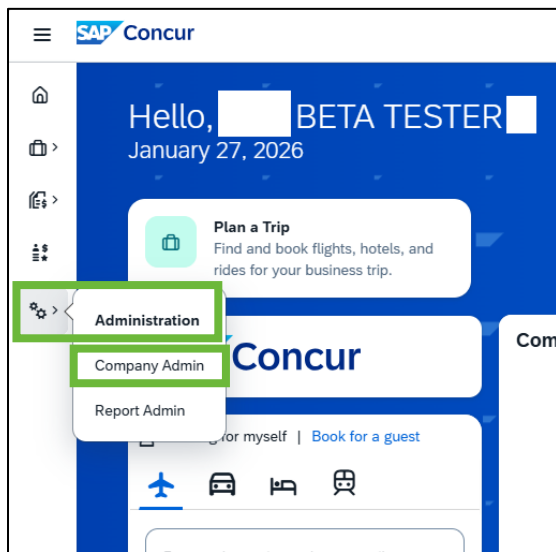 SAP Concur
Hello, BETA TESTER
January 27, 2026
Plan a Trip
Find and book flights, hotels, and
rides for your business trip.
Administration
Company Admin
Report Admin
Concur
Com
for myself | Book for a guest